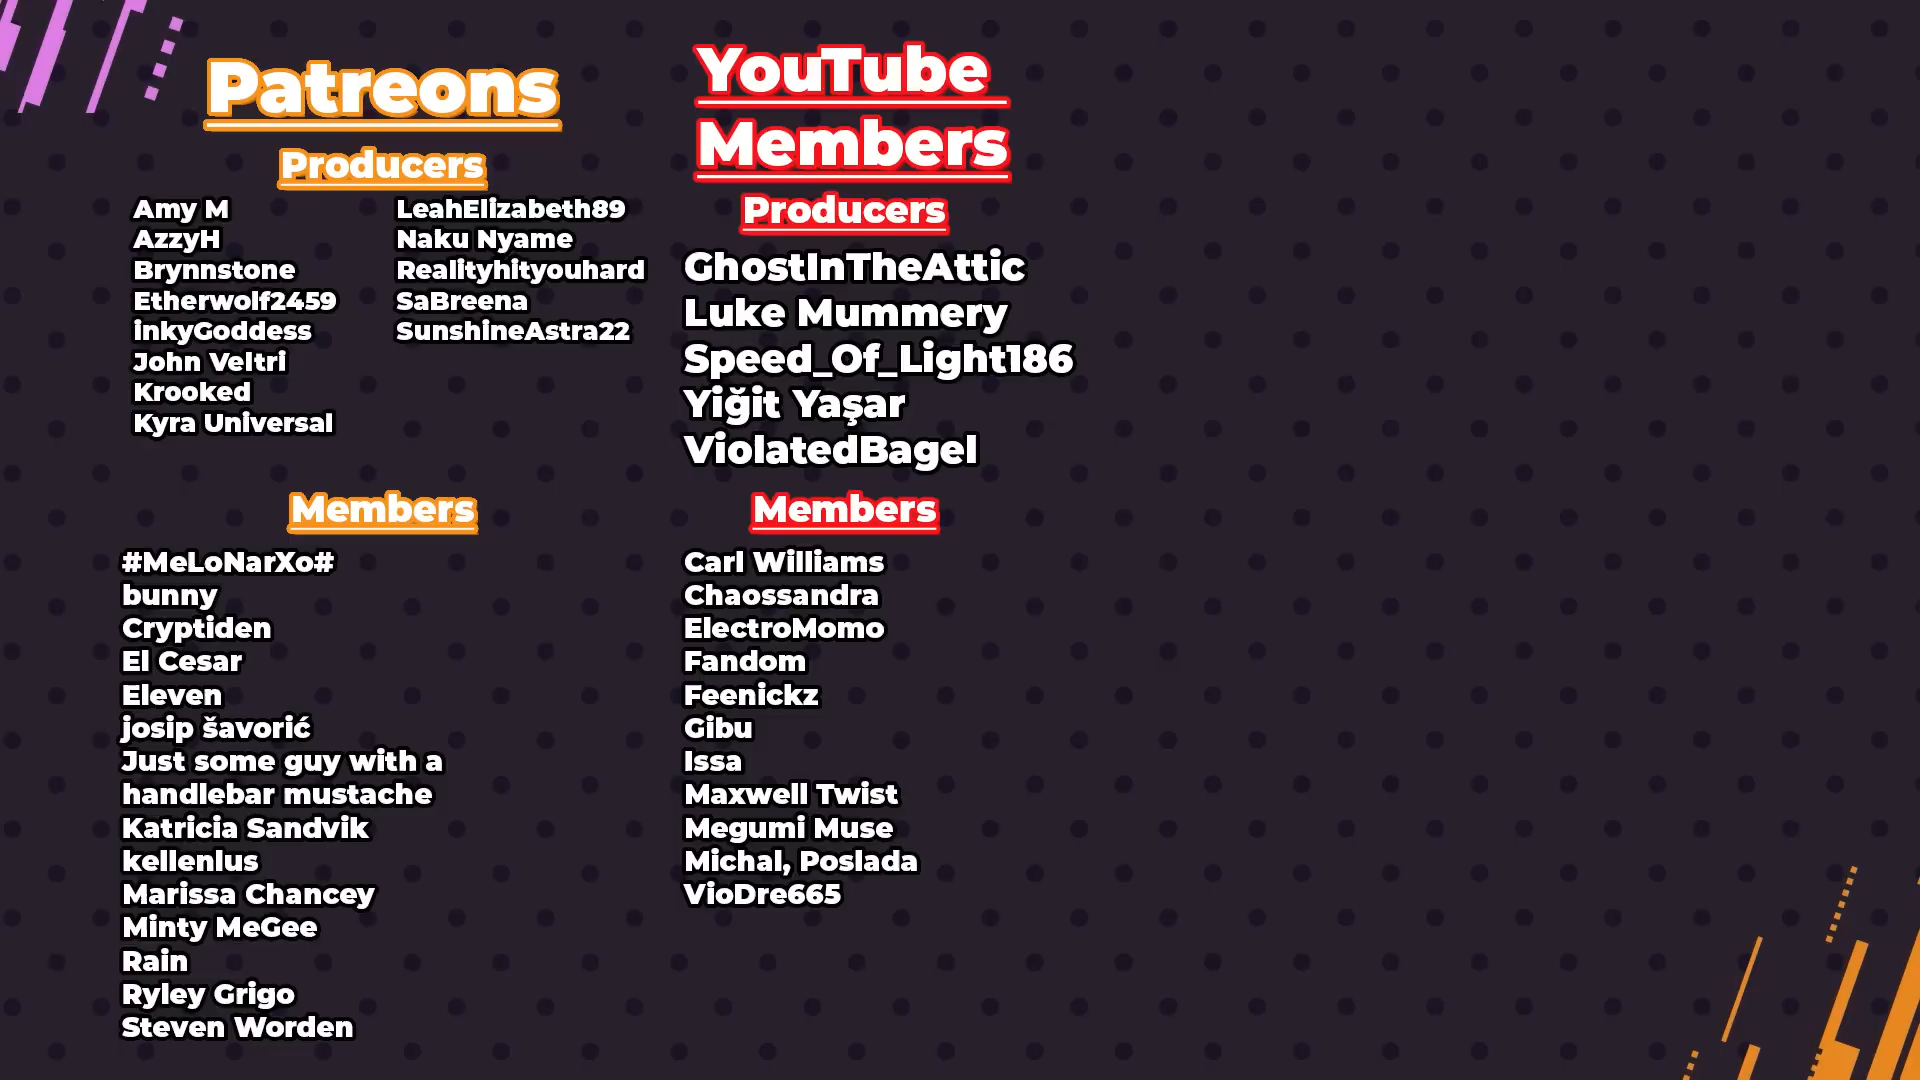 Patreons
Producers
Amy M
AzzyH
Brynnstone
Etherwolf2459
inkyGoddess
John Veltri
Krooked
Kyra Universal
LeahElizabeth89
Naku Nyame
Realityhityouhard
SaBreena
SunshineAstra22
Members
#MeLoNarXo#
bunny
Cryptiden
El Cesar
Eleven
josip šavorić
Just some guy with a
handlebar mustache
Katricia Sandvik
kellenlus
Marissa Chancey
Minty MeGee
Rain
Ryley Grigo
Steven Worden
YouTube
Members
Producers
GhostInTheAttic
Luke Mummery
Speed_Of_Light186
Yiğit Yaşar
ViolatedBagel
Members
Carl Williams
Chaossandra
ElectroMomo
Fandom
Feenickz
Gibu
Issa
Maxwell Twist
Megumi Muse
Michal, Poslada
VioDre665